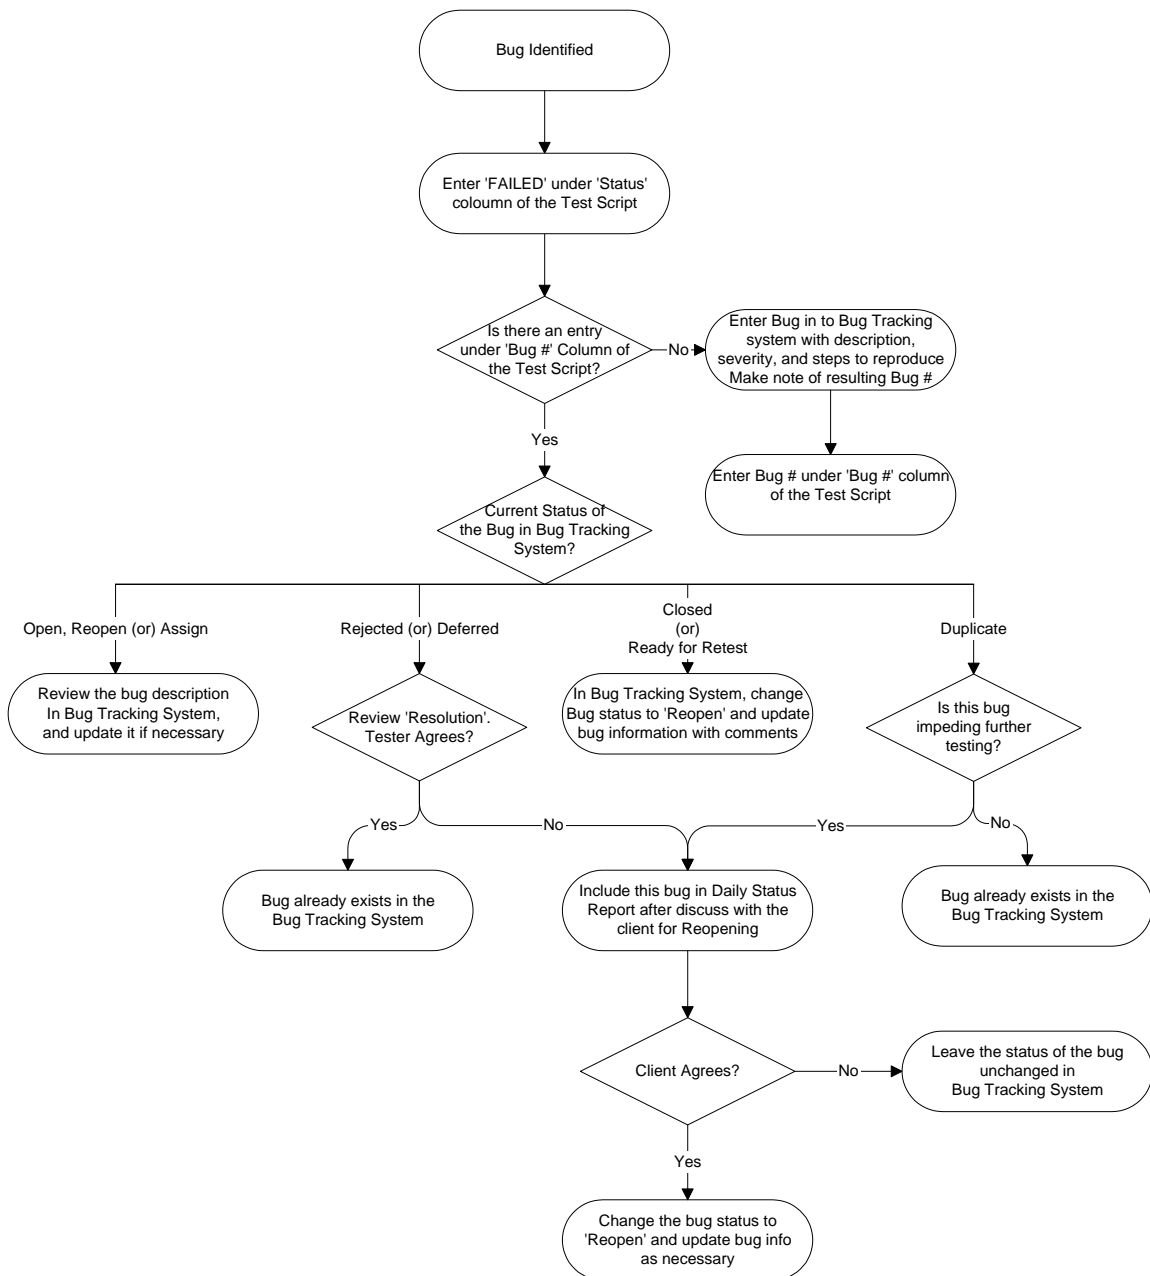 Bug Identified
Enter 'FAILED' under 'Status'
coloumn of the Test Script
Is there an entry
under 'Bug #' Column of
the Test Script?
No
Enter Bug in to Bug Tracking
system with description,
severity, and steps to reproduce
Make note of resulting Bug #
Yes
Enter Bug # under 'Bug #' column
of the Test Script
Current Status of
the Bug in Bug Tracking
System?
Open, Reopen (or) Assign
Rejected (or) Deferred
Closed
(or)
Ready for Retest
Duplicate
Review the bug description
In Bug Tracking System,
and update it if necessary
Review 'Resolution'.
Tester Agrees?
In Bug Tracking System, change
Bug status to 'Reopen' and update
bug information with comments
Is this bug
impeding further
testing?
Yes
No
Yes
No
Bug already exists in the
Bug Tracking System
Include this bug in Daily Status
Report after discuss with the
client for Reopening
Bug already exists in the
Bug Tracking System
Client Agrees?
No
Leave the status of the bug
unchanged in
Bug Tracking System
Yes
Change the bug status to
'Reopen' and update bug info
as necessary